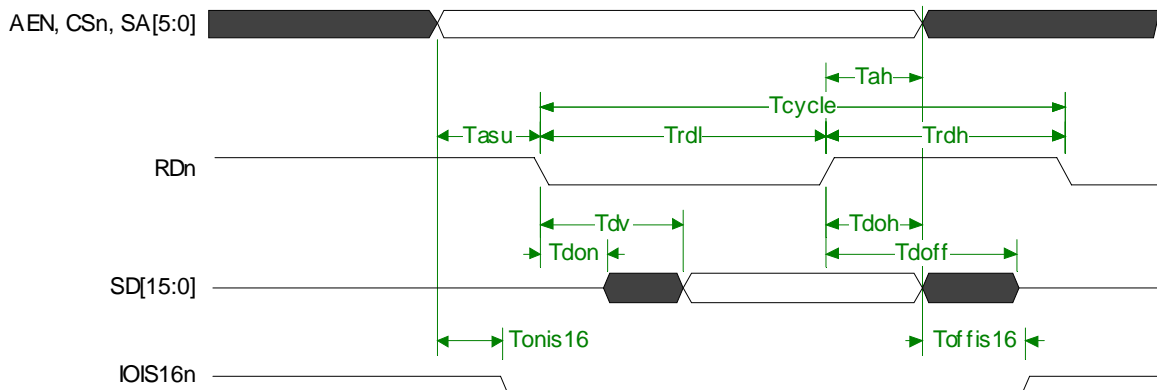 AEN, CSn, SA[5:0]
Tah
Tcycle
Tasu
Trdl
Trdh
RDn
Tdv
Tdoh
Tdon
Tdoff
SD[15:0]
Tonis16
Toffis16
IOIS16n